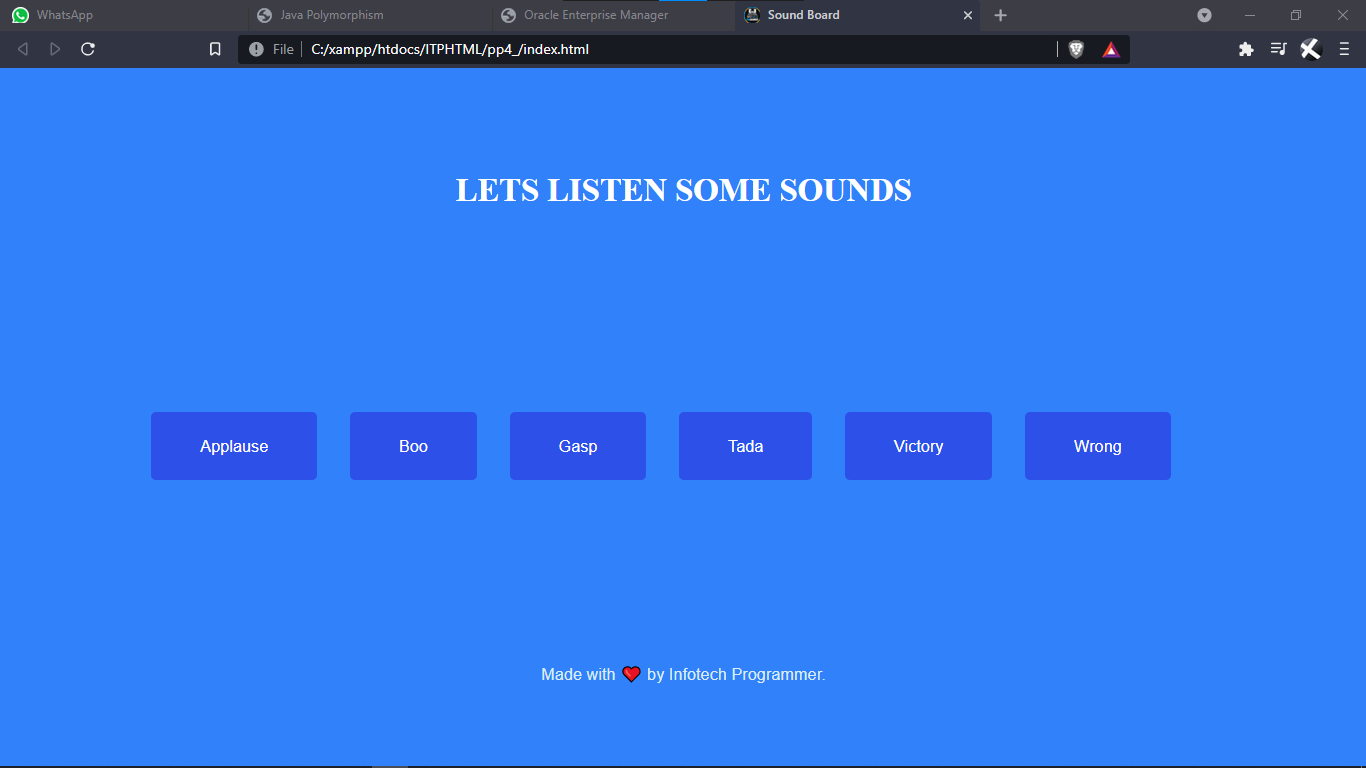 WhatsApp
Java Polymorphism
Oracle Enterprise Manager
Sound Board
File
C:/xampp/htdocs/ITPHTML/pp4_/index.html
LETS LISTEN SOME SOUNDS
Applause
Boo
Gasp
Tada
Victory
Wrong
Made with ❤ by Infotech Programmer.